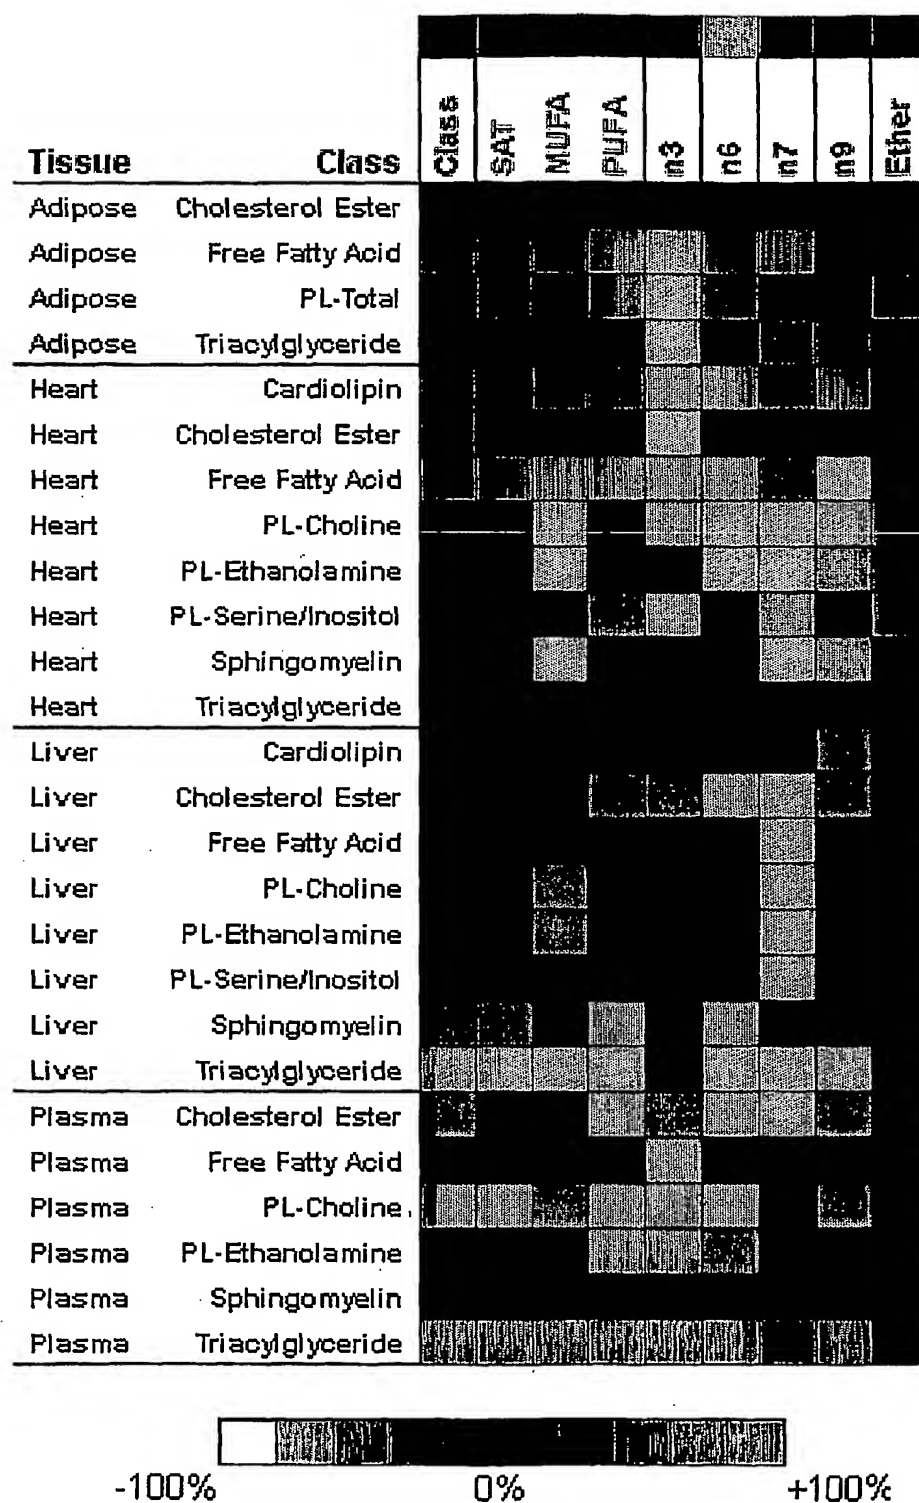 Tissue Class Class SAT MUFA PUFA n3 n6 n7 n9 Ether
Adipose Cholesterol Ester
Adipose Free Fatty Acid
Adipose PL-Total
Adipose Triacylglyceride
Heart Cardiolipin
Heart Cholesterol Ester
Heart Free Fatty Acid
Heart PL-Choline
Heart PL-Ethanolamine
Heart PL-Serine/Inositol
Heart Sphingomyelin
Heart Triacylglyceride
Liver Cardiolipin
Liver Cholesterol Ester
Liver Free Fatty Acid
Liver PL-Choline
Liver PL-Ethanolamine
Liver PL-Serine/Inositol
Liver Sphingomyelin
Liver Triacylglyceride
Plasma Cholesterol Ester
Plasma Free Fatty Acid
Plasma PL-Choline
Plasma PL-Ethanolamine
Plasma Sphingomyelin
Plasma Triacylglyceride
-100% 0% +100%